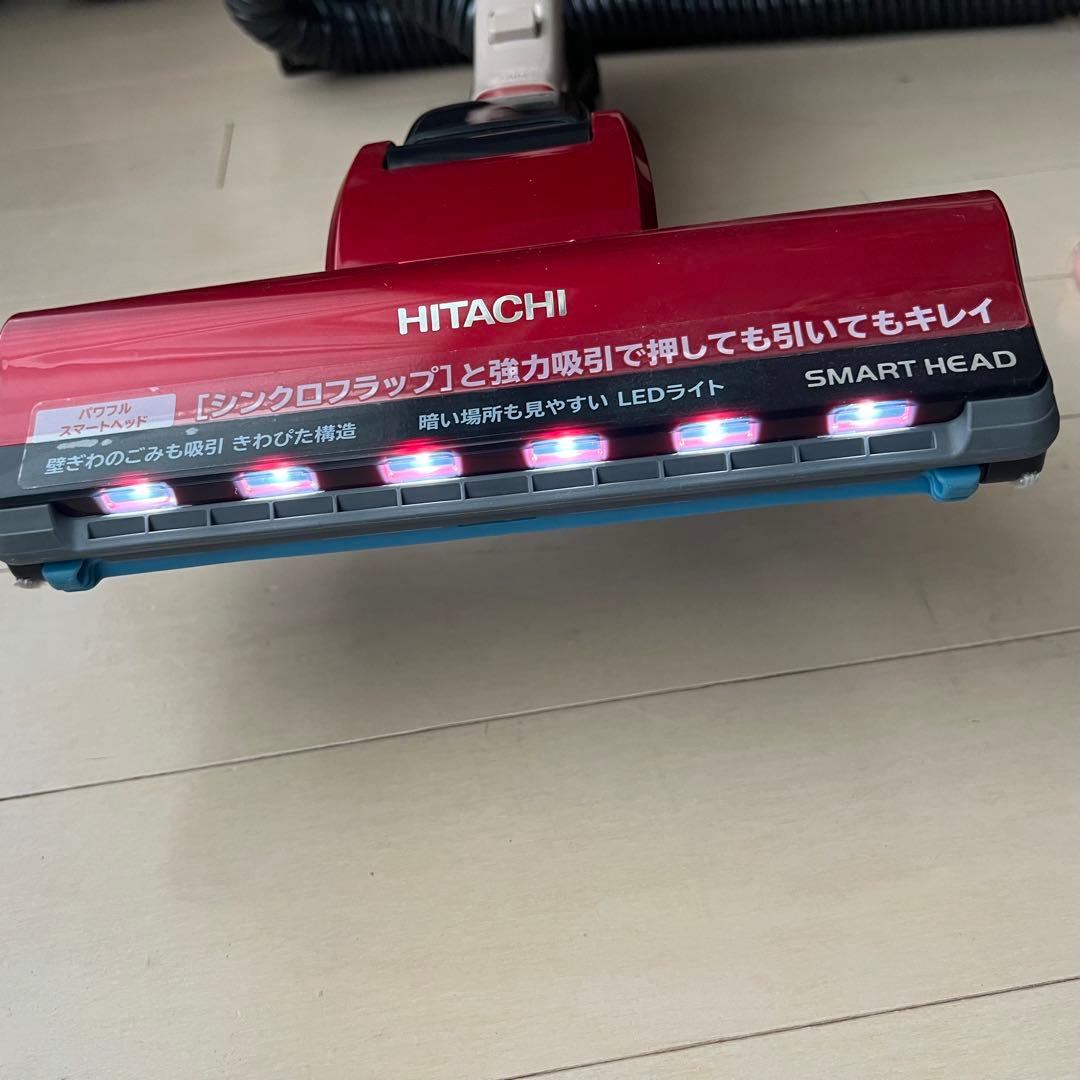 HITACHI
[シンクロフラップ]と強力吸引で押しても引いてもキレイ
パワフル
スマートヘッド
壁ぎわのごみも吸引 きわぴた構造
暗い場所も見やすい LEDライト
SMART HEAD